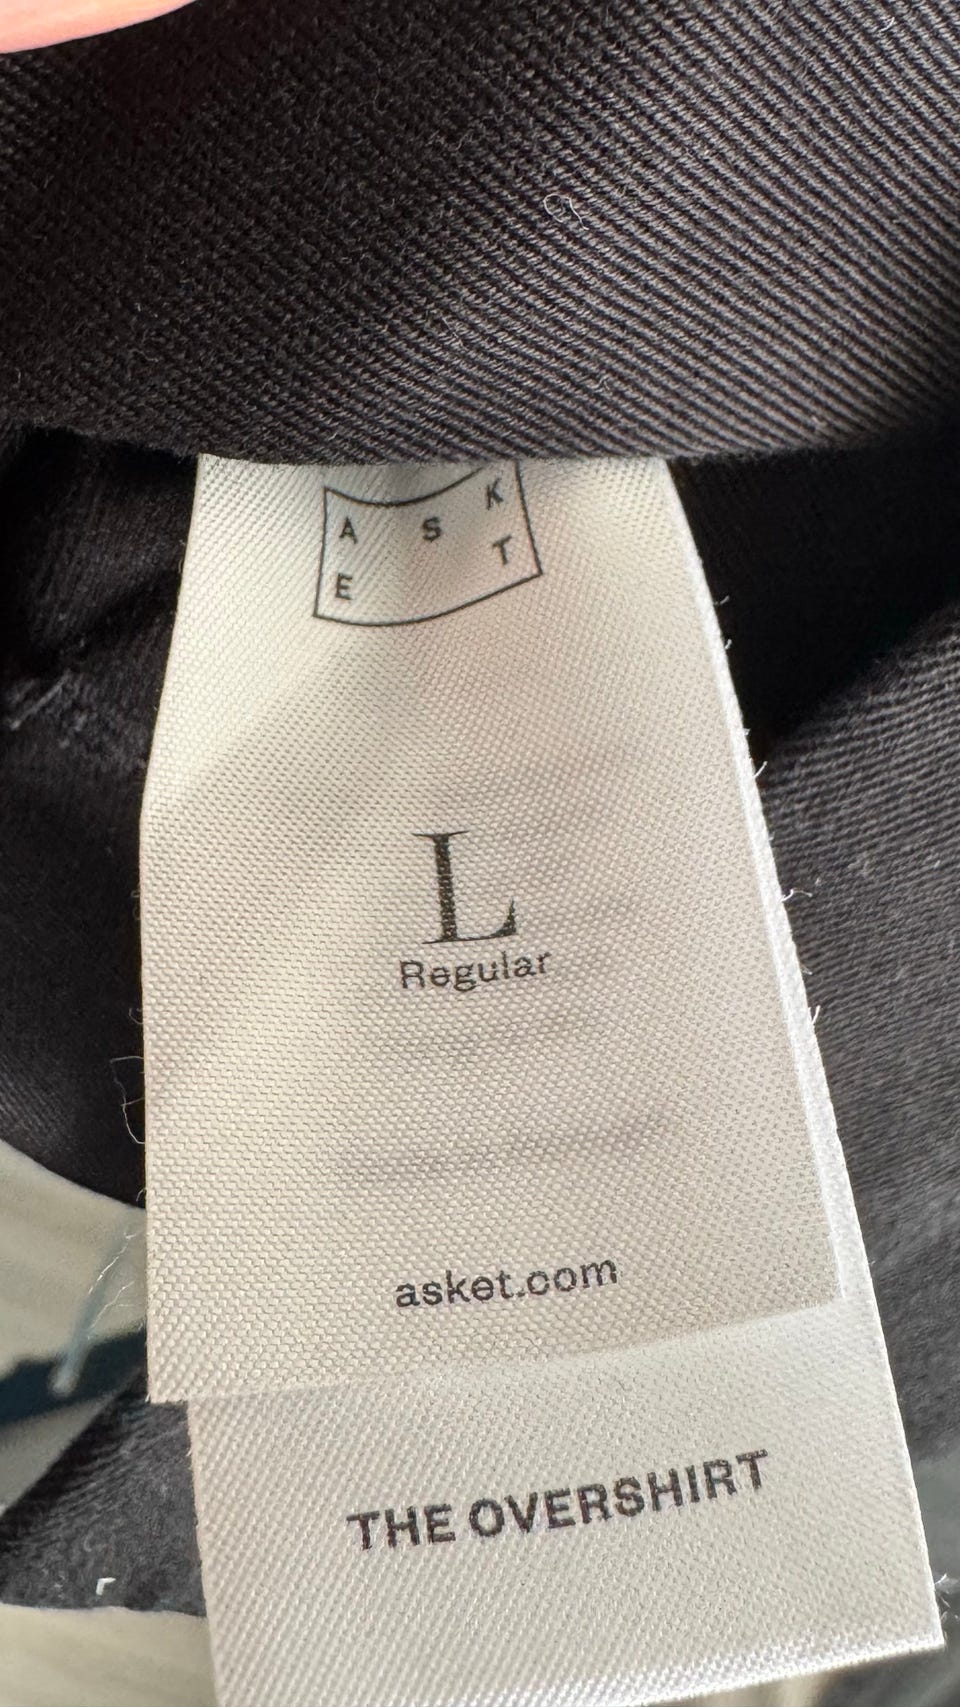 A S K
E T
L
Regular
asket.com
THE OVERSHIRT